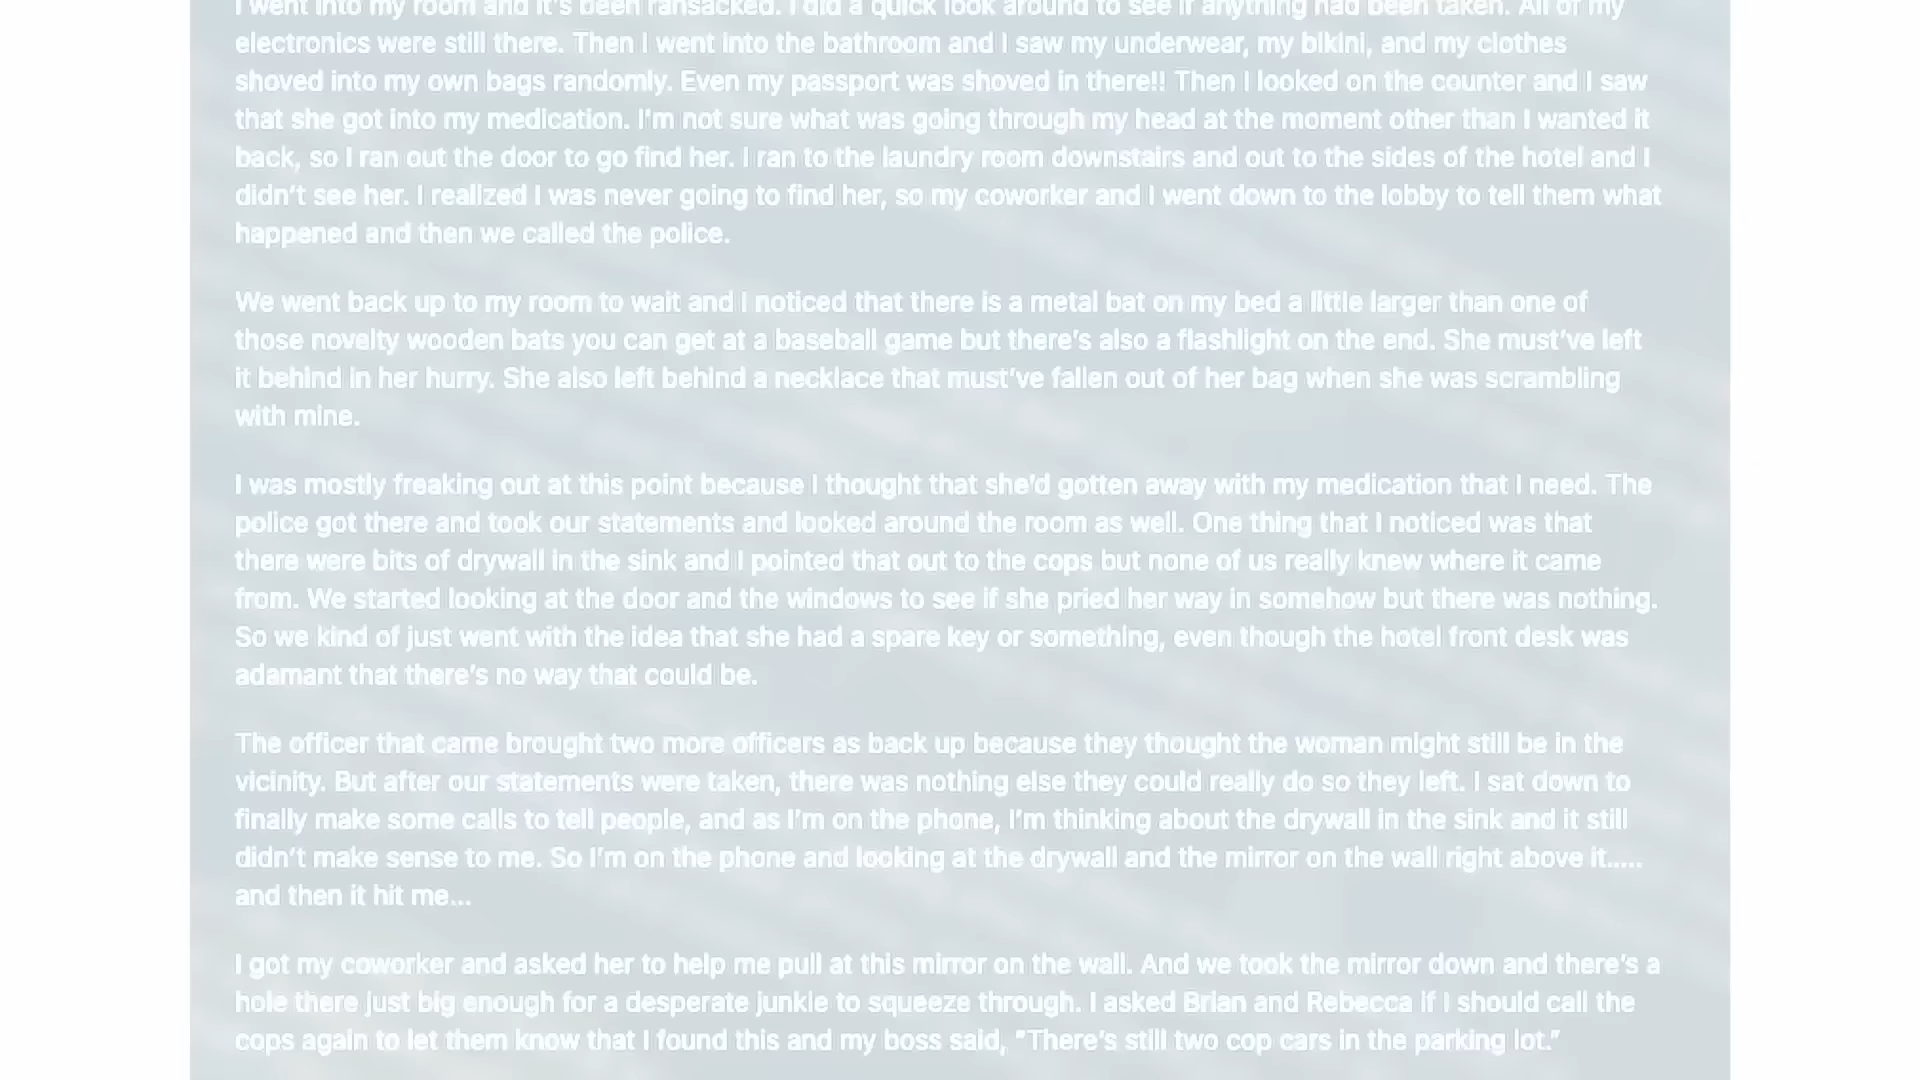 I went into my room and it's been ransacked. I did a quick look around to see if anything had been taken. All of my
electronics were still there. Then I went into the bathroom and I saw my underwear, my bikini, and my clothes
shoved into my own bags randomly. Even my passport was shoved in there!! Then I looked on the counter and I saw
that she got into my medication. I'm not sure what was going through my head at the moment other than I wanted it
back, so I ran out the door to go find her. I ran to the laundry room downstairs and out to the sides of the hotel and I
didn't see her. I realized I was never going to find her, so my coworker and I went down to the lobby to tell them what
happened and then we called the police.
We went back up to my room to wait and I noticed that there is a metal bat on my bed a little larger than one of
those novelty wooden bats you can get at a baseball game but there's also a flashlight on the end. She must've left
it behind in her hurry. She also left behind a necklace that must've fallen out of her bag when she was scrambling
with mine.
I was mostly freaking out at this point because I thought that she'd gotten away with my medication that I need. The
police got there and took our statements and looked around the room as well. One thing that I noticed was that
there were bits of drywall in the sink and I pointed that out to the cops but none of us really knew where it came
from. We started looking at the door and the windows to see if she pried her way in somehow but there was nothing.
So we kind of just went with the idea that she had a spare key or something, even though the hotel front desk was
adamant that there's no way that could be.
The officer that came brought two more officers as back up because they thought the woman might still be in the
vicinity. But after our statements were taken, there was nothing else they could really do so they left. I sat down to
finally make some calls to tell people, and as I'm on the phone, I'm thinking about the drywall in the sink and it still
didn't make sense to me. So I'm on the phone and looking at the drywall and the mirror on the wall right above it.....
and then it hit me...
I got my coworker and asked her to help me pull at this mirror on the wall. And we took the mirror down and there's a
hole there just big enough for a desperate junkie to squeeze through. I asked Brian and Rebecca if I should call the
cops again to let them know that I found this and my boss said, "There's still two cop cars in the parking lot."